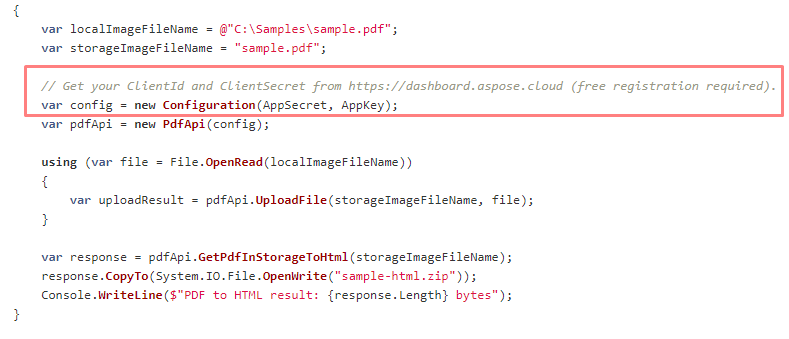 {
var localImageFileName = @"C:\Samples\sample.pdf";
var storageImageFileName = "sample.pdf";
// Get your ClientId and ClientSecret from https://dashboard.aspose.cloud (free registration required).
var config = new Configuration(AppSecret, AppKey);
var pdfApi = new PdfApi(config);
using (var file = File.OpenRead(localImageFileName))
{
var uploadResult = pdfApi.UploadFile(storageImageFileName, file);
}
var response = pdfApi.GetPdfInStorageToHtml(storageImageFileName);
response.CopyTo(System.IO.File.OpenWrite("sample-html.zip"));
Console.WriteLine($"PDF to HTML result: {response.Length} bytes");
}